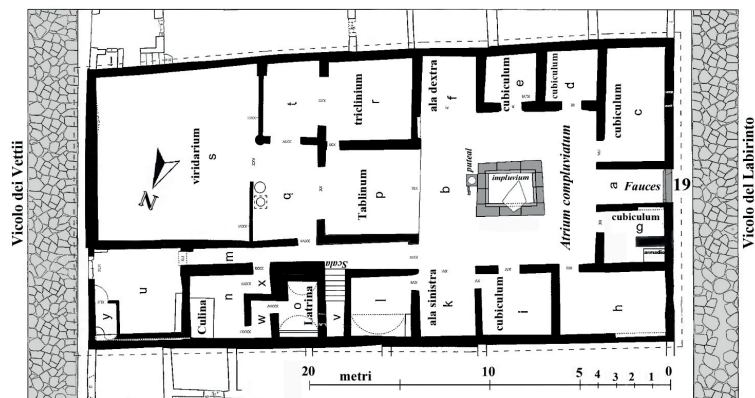 Vicolo dei Vettii
Vicolo del Labirinto
viridarium
s
N
t
triclinium
r
ala dextra
f
cubiculum
e
cubiculum
d
cubiculum
c
q
Tablinum
p
b
puteal
impluvium
Atrium compluviatum
a
Fauces
19
cubiculum
g
armadio
m
Scala
u
y
Culina
n
x
w
Latrina
o
v
l
ala sinistra
k
cubiculum
i
h
20
metri
10
5
4
3
2
1
0